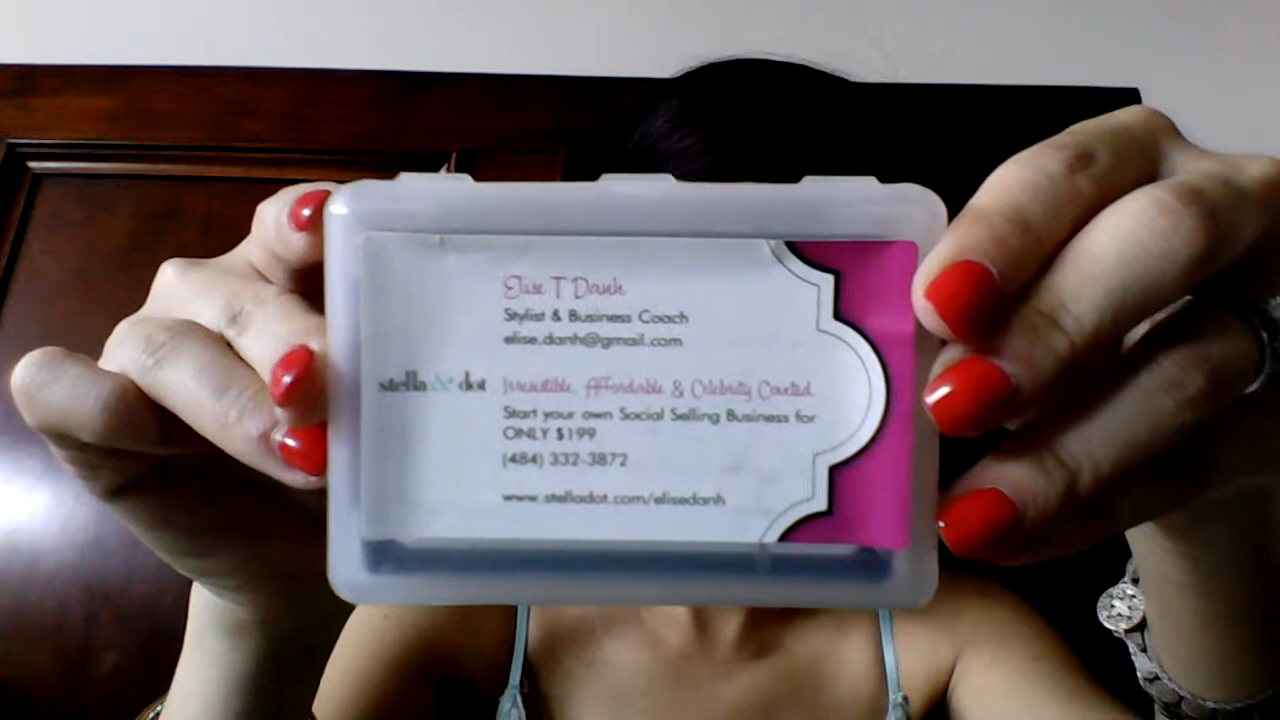 Elise T Danh
Stylist & Business Coach
elise.danh@gmail.com
stella & dot
Irresistible, Affordable & Celebrity Coveted
Start your own Social Selling Business for
ONLY $199
(484) 332-3872
www.stelladot.com/elisedanh